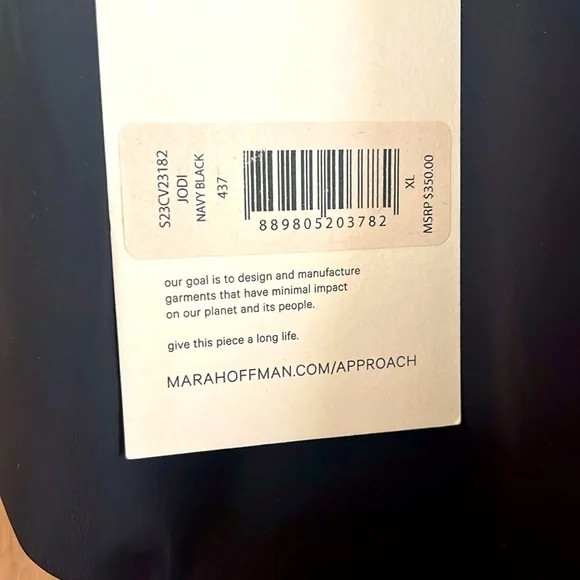 S23CV23182
JODI
NAVY BLACK
437
889805203782
XL
MSRP $350.00
our goal is to design and manufacture
garments that have minimal impact
on our planet and its people.
give this piece a long life.
MARAHOFFMAN.COM/APPROACH